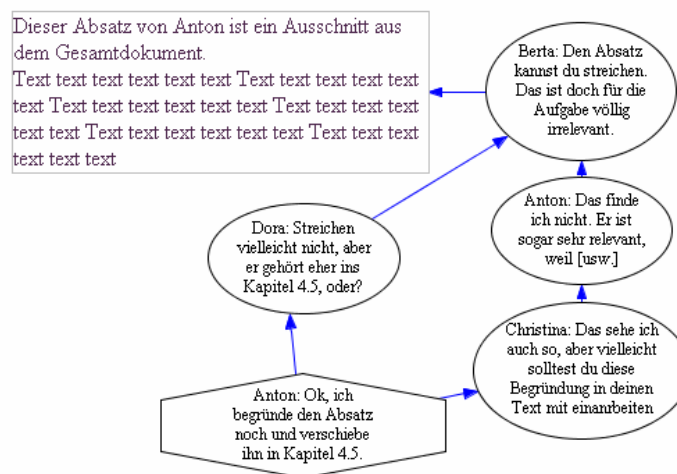 Dieser Absatz von Anton ist ein Ausschnitt aus
dem Gesamtdokument.
Text text text text text text Text text text text text
text Text text text text text text Text text text text
text text Text text text text text text Text text text
text text text
Berta: Den Absatz
kannst du streichen.
Das ist doch für die
Aufgabe völlig
irrelevant.
Anton: Das finde
ich nicht. Er ist
sogar sehr relevant,
weil [usw.]
Dora: Streichen
vielleicht nicht, aber
er gehört eher ins
Kapitel 4.5, oder?
Christina: Das sehe ich
auch so, aber vielleicht
solltest du diese
Begründung in deinen
Text mit einarbeiten
Anton: Ok, ich
begründe den Absatz
noch und verschiebe
ihn in Kapitel 4.5.